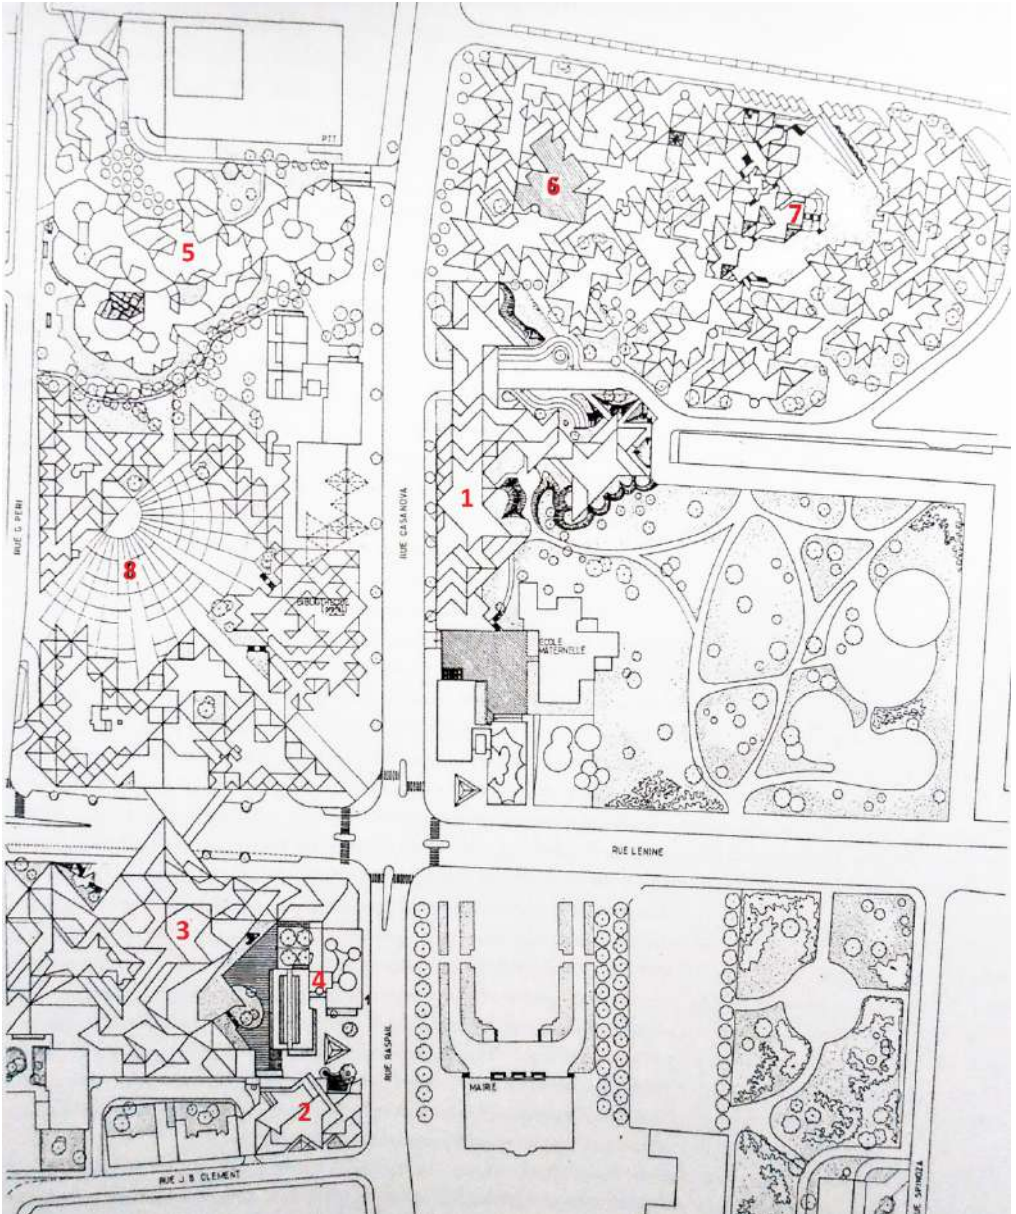 PTT
6
7
5
RUE G PERI
RUE CASANOVA
1
8
ECOLE
MATERNELLE
RUE LENINE
3
4
RUE RASPAIL
MAIRIE
2
RUE J B CLEMENT
RUE SPINOZA